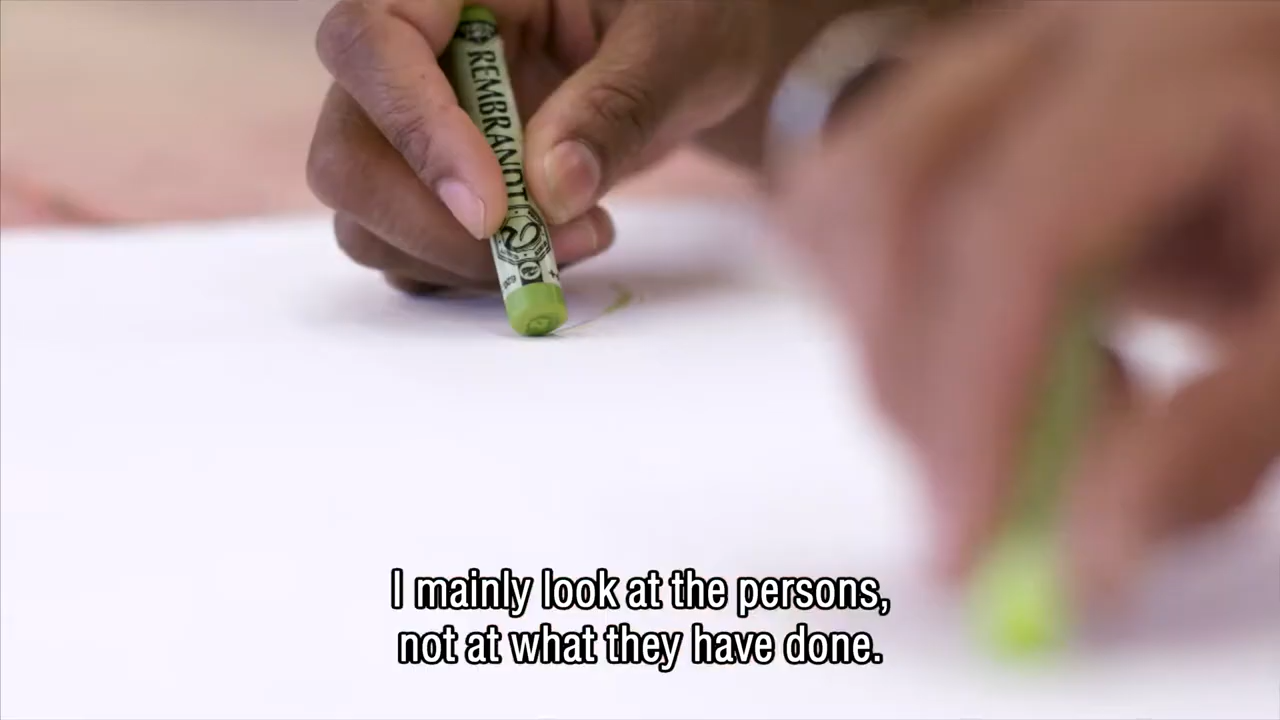 REMBRANDT
I mainly look at the persons,
not at what they have done.